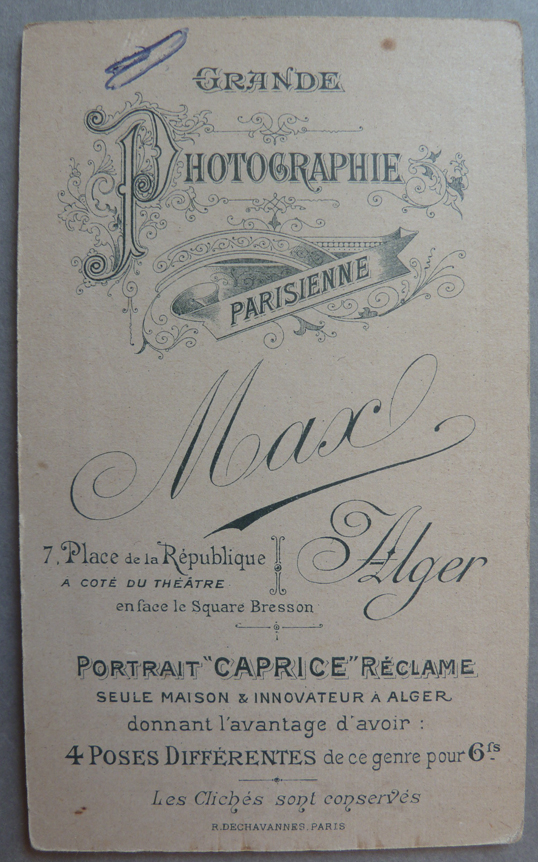 GRANDE
PHOTOGRAPHIE
PARISIENNE
Max
Alger
7, Place de la République
A COTÉ DU THÉÂTRE
en face le Square Bresson
PORTRAIT "CAPRICE" RÉCLAME
SEULE MAISON & INNOVATEUR À ALGER
donnant l'avantage d'avoir :
4 POSES DIFFÉRENTES de ce genre pour 6fs
Les Clichés sont conservés
R. DECHAVANNES, PARIS